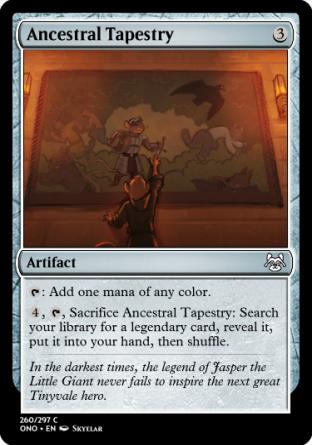 Ancestral Tapestry 3
Artifact
: Add one mana of any color.
4, , Sacrifice Ancestral Tapestry: Search
your library for a legendary card, reveal it,
put it into your hand, then shuffle.
In the darkest times, the legend of Jasper the
Little Giant never fails to inspire the next great
Tinyvale hero.
260/297 C
ONO • EN Skyelar